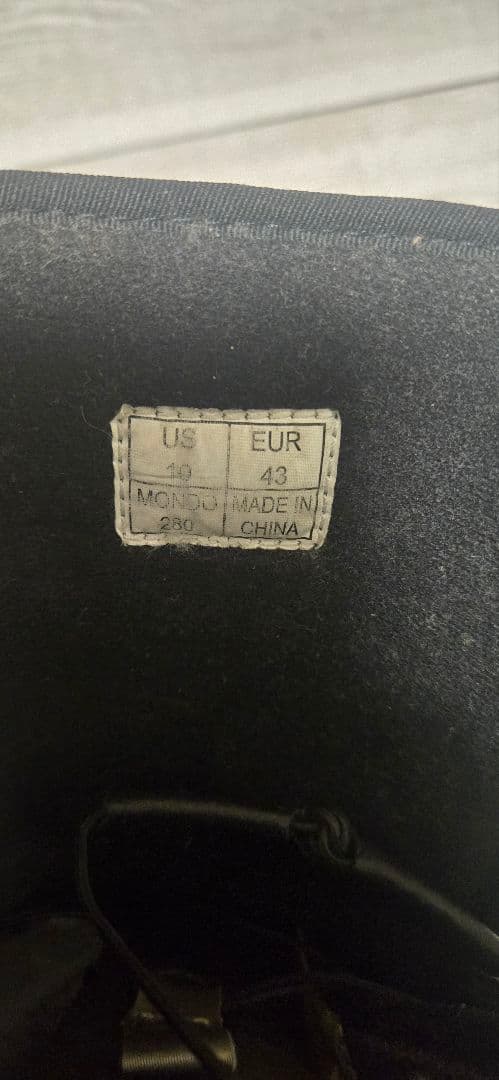 US EUR
10 43
MONDO MADE IN
280 CHINA